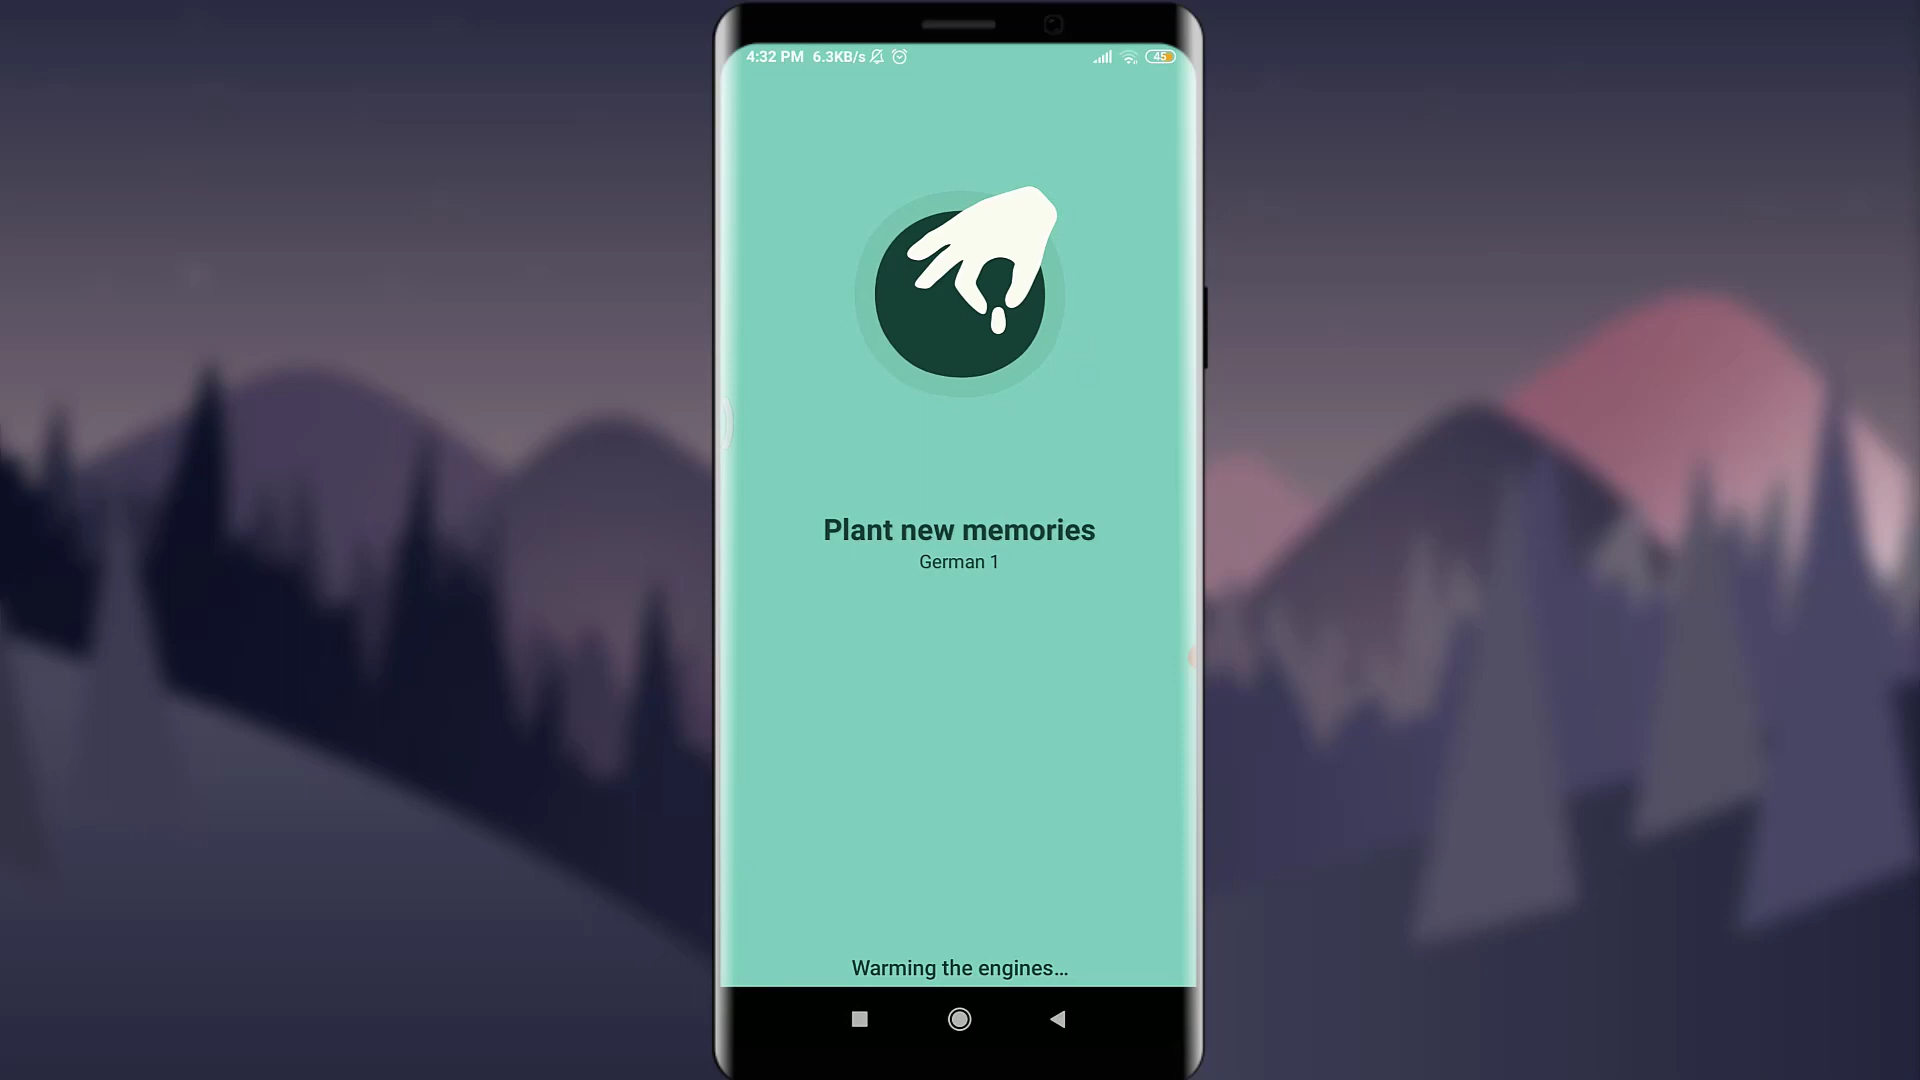 4:32 PM 6.3KB/s 45
Plant new memories
German 1
Warming the engines...